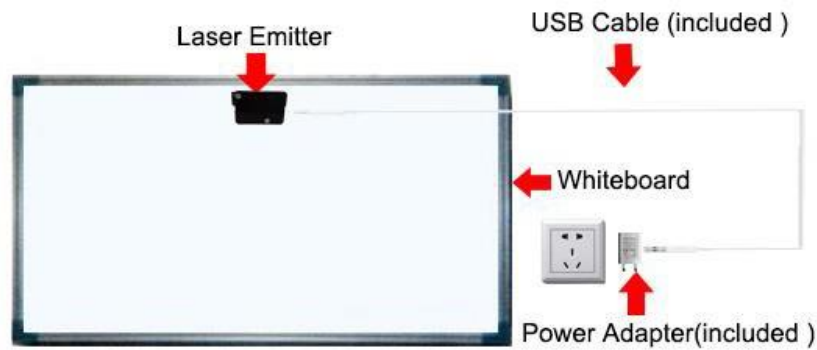 Laser Emitter
USB Cable (included )
Whiteboard
Power Adapter(included )